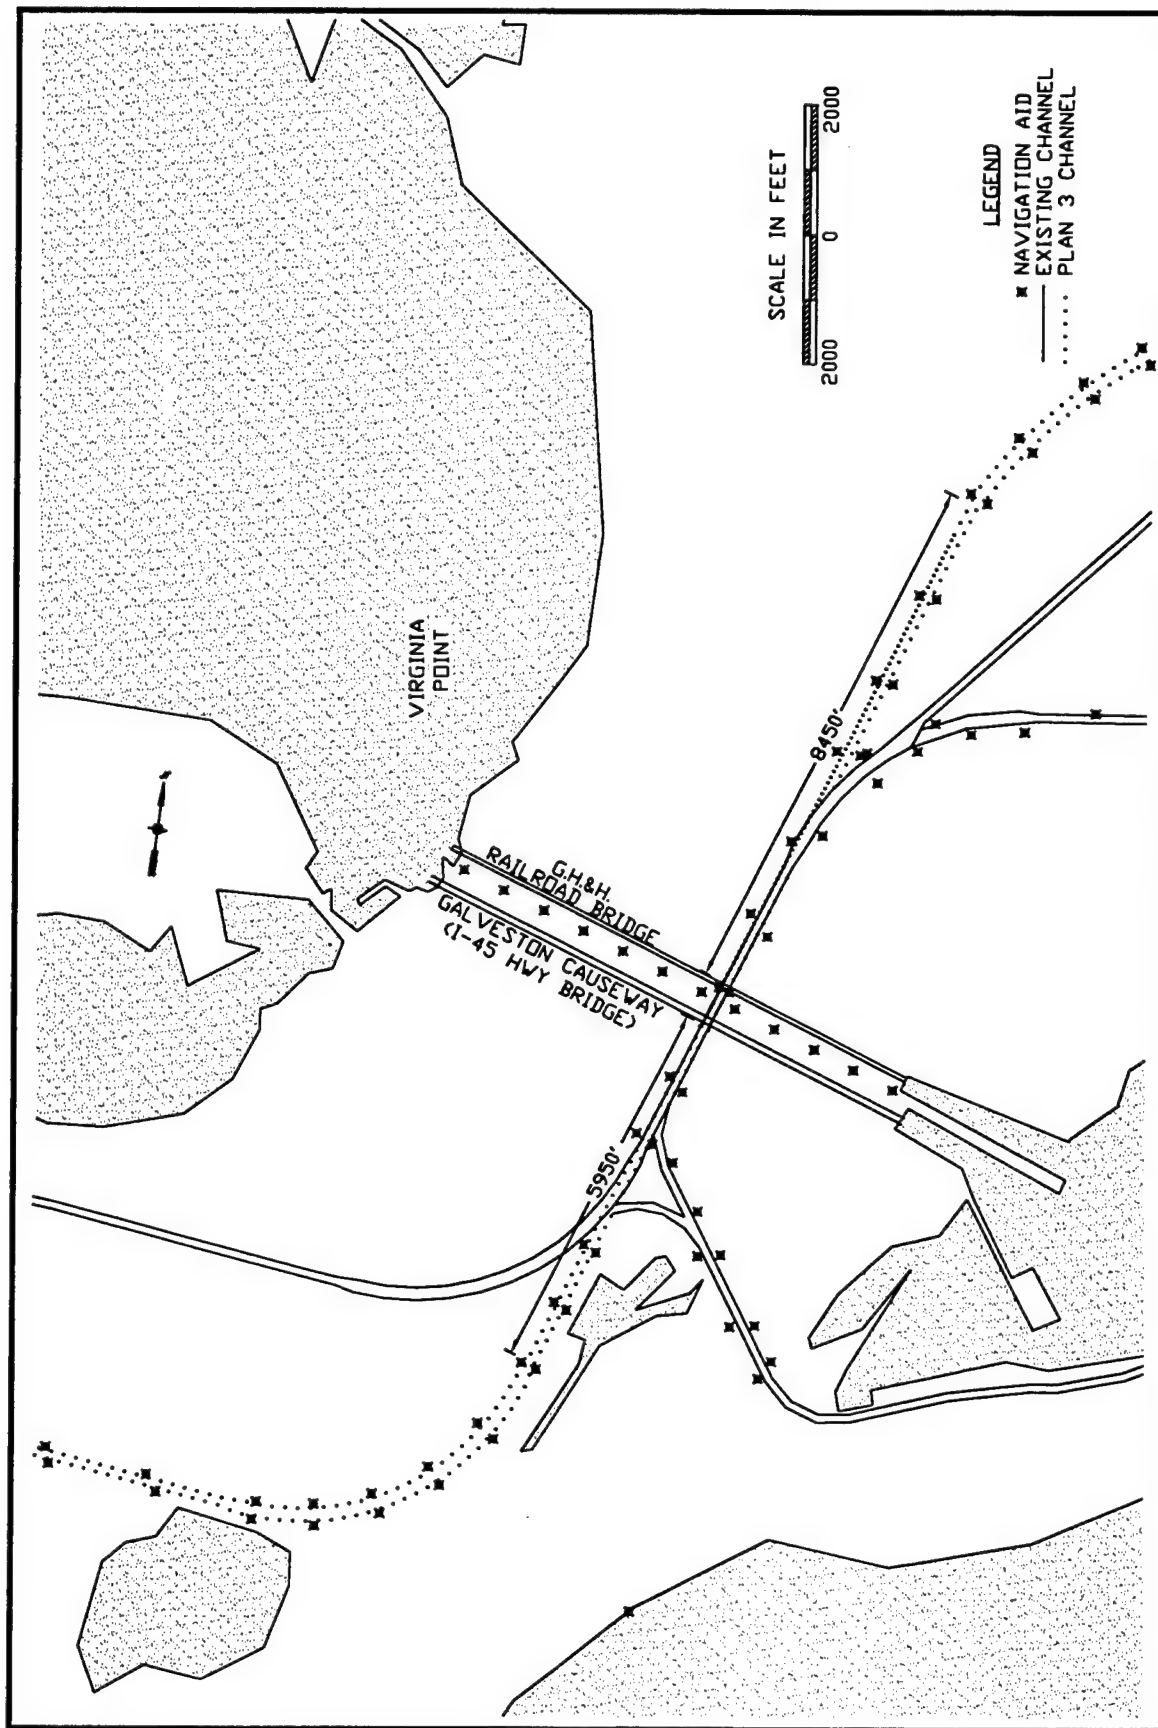 SCALE IN FEET
2000 0 2000
LEGEND
NAVIGATION AID
EXISTING CHANNEL
PLAN 3 CHANNEL
VIRGINIA
POINT
8450'
G.H.&H.
RAILROAD BRIDGE
GALVESTON CAUSEWAY
(I-45 HWY BRIDGE)
5950'